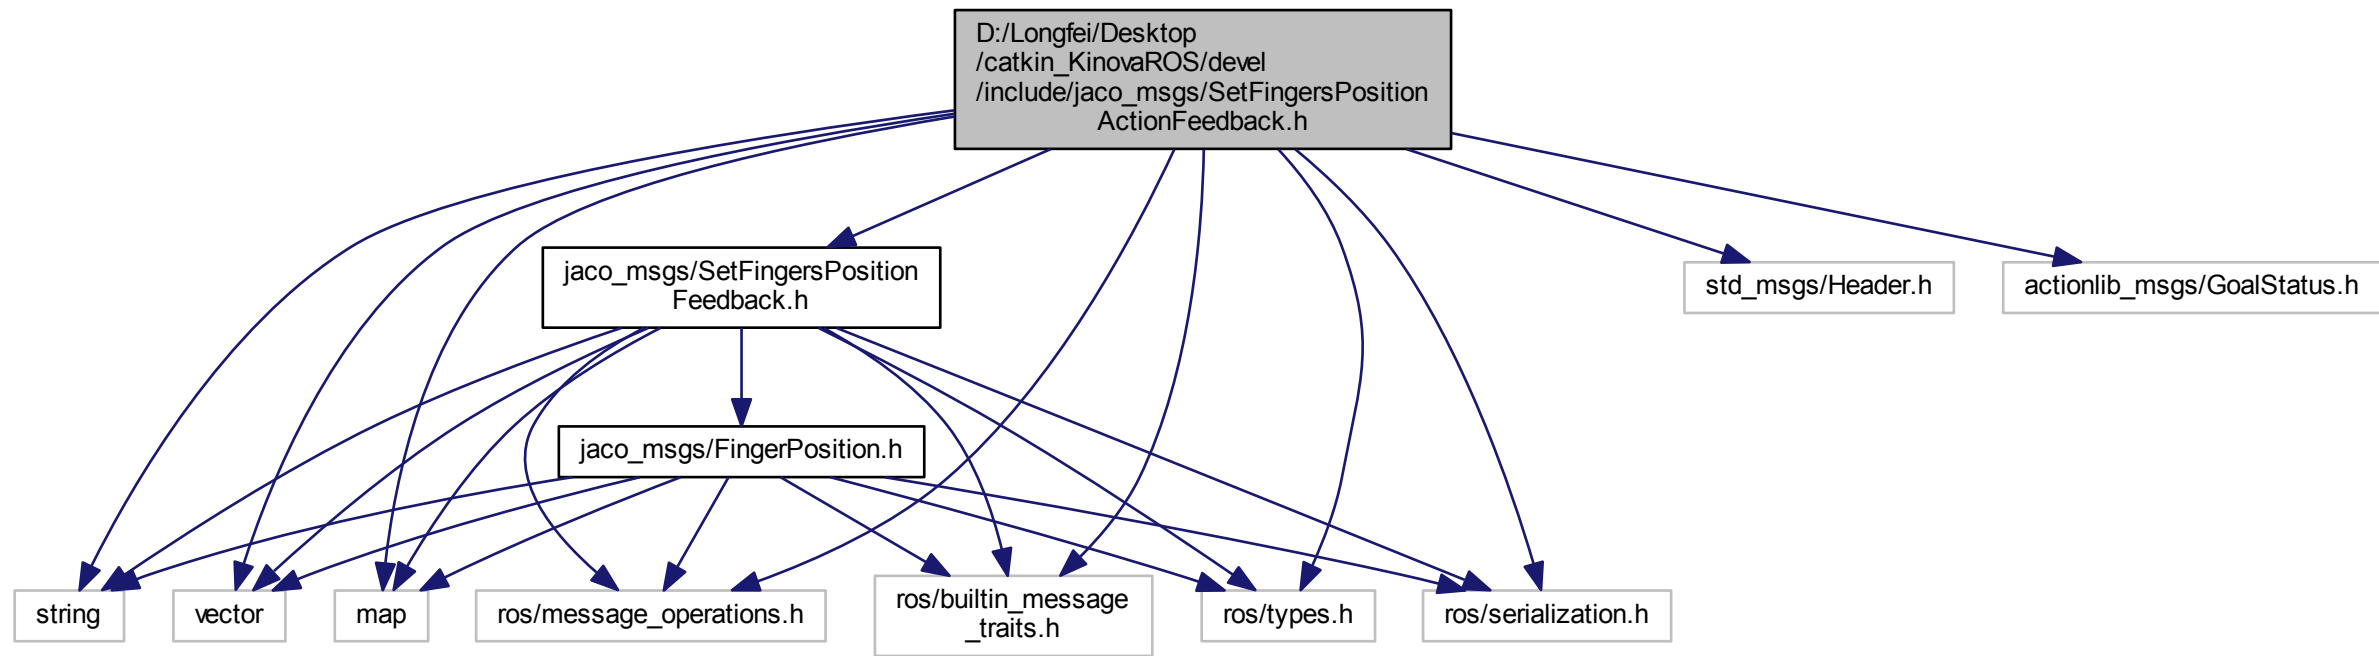 D:/Longfei/Desktop
/catkin_KinovaROS/devel
/include/jaco_msgs/SetFingersPosition
ActionFeedback.h
jaco_msgs/SetFingersPosition
Feedback.h
std_msgs/Header.h
actionlib_msgs/GoalStatus.h
jaco_msgs/FingerPosition.h
string
vector
map
ros/message_operations.h
ros/builtin_message
_traits.h
ros/types.h
ros/serialization.h